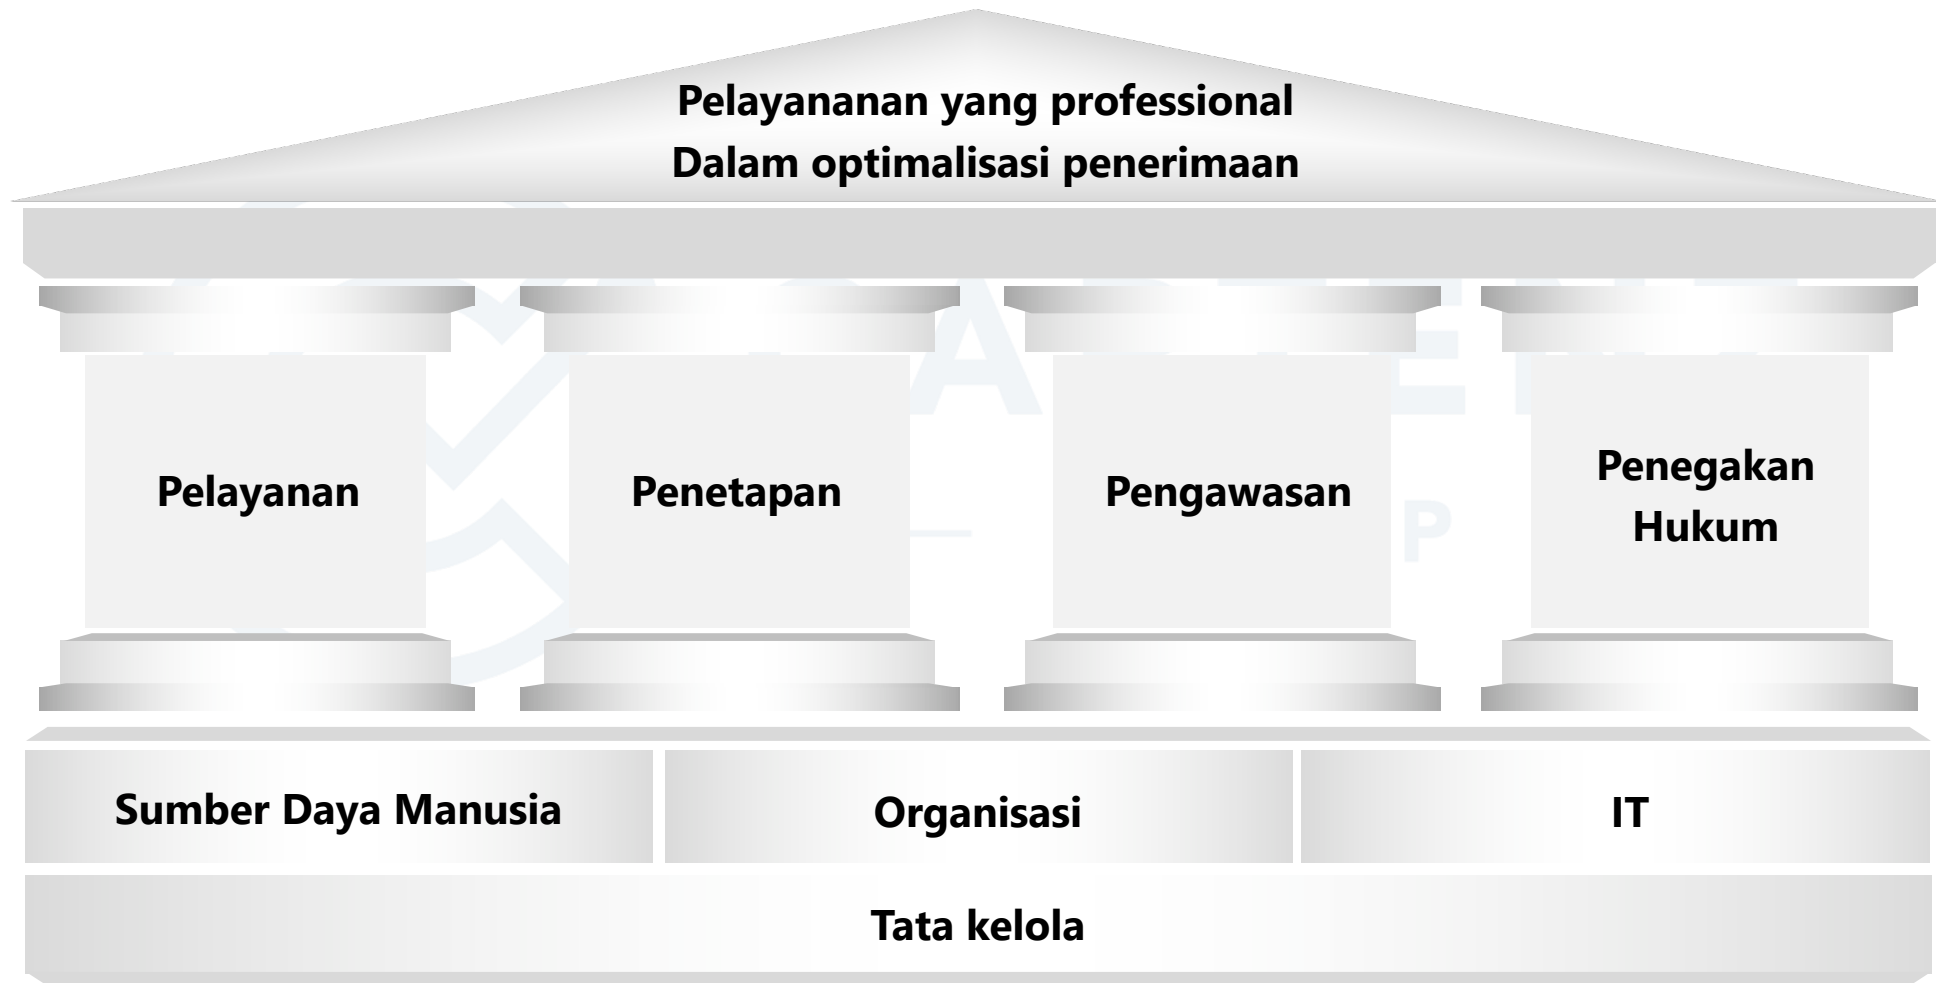 Pelayananan yang professional
Dalam optimalisasi penerimaan
Pelayanan
Penetapan
Pengawasan
Penegakan
Hukum
Sumber Daya Manusia
Organisasi
IT
Tata kelola